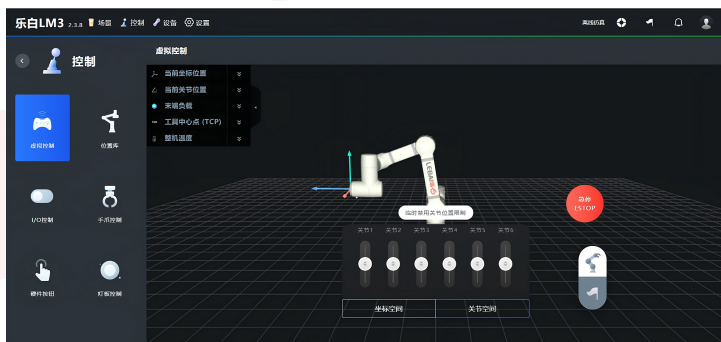 乐白LM3 2.3.8 场景 控制 设备 设置 离线仿真
控制
虚拟控制
当前坐标位置
当前关节位置
末端负载
工具中心点 (TCP)
整机温度
虚拟控制 位置库
I/O控制 手爪控制
硬件按钮 灯板控制
LEBAI
临时禁用关节位置限制
关节1 关节2 关节3 关节4 关节5 关节6
坐标空间 关节空间
急停
ESTOP